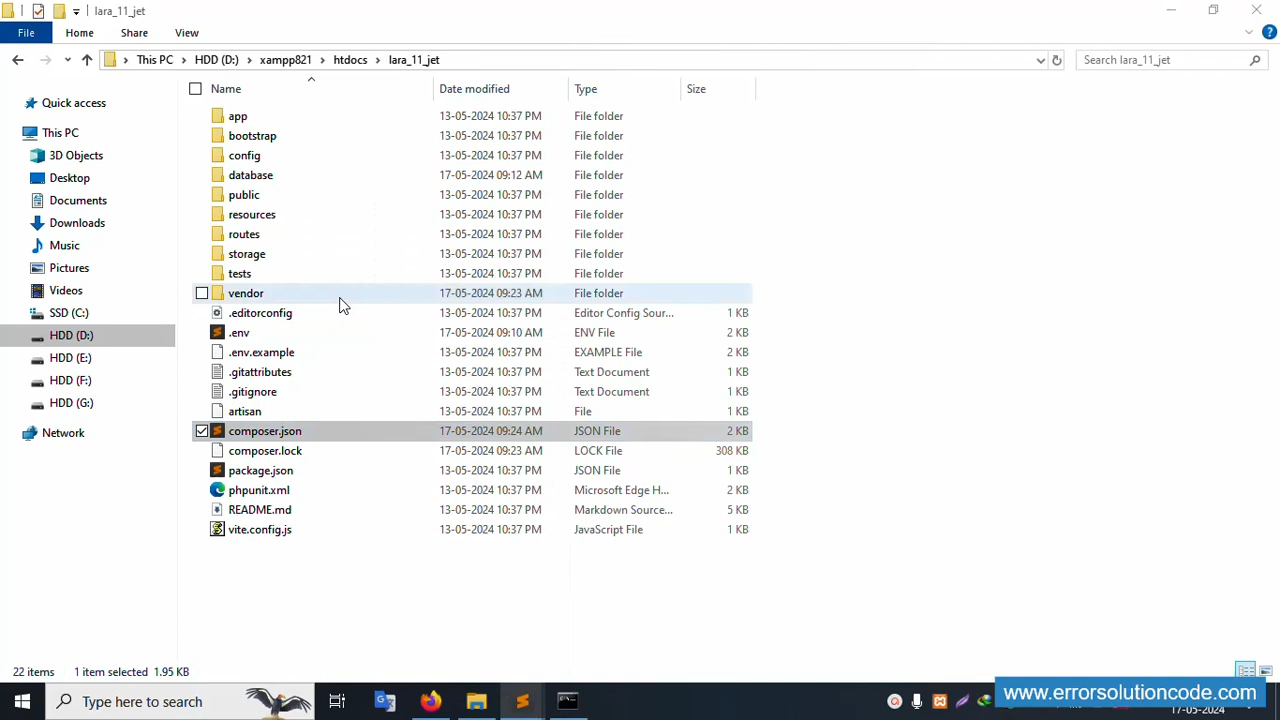 lara_11_jet
File Home Share View
This PC HDD (D:) xampp821 htdocs lara_11_jet Search lara_11_jet
Name Date modified Type Size
Quick access
This PC
3D Objects
Desktop
Documents
Downloads
Music
Pictures
Videos
SSD (C:)
HDD (D:)
HDD (E:)
HDD (F:)
HDD (G:)
Network
app 13-05-2024 10:37 PM File folder
bootstrap 13-05-2024 10:37 PM File folder
config 13-05-2024 10:37 PM File folder
database 17-05-2024 09:12 AM File folder
public 13-05-2024 10:37 PM File folder
resources 13-05-2024 10:37 PM File folder
routes 13-05-2024 10:37 PM File folder
storage 13-05-2024 10:37 PM File folder
tests 13-05-2024 10:37 PM File folder
vendor 17-05-2024 09:23 AM File folder
.editorconfig 13-05-2024 10:37 PM Editor Config Sour... 1 KB
.env 17-05-2024 09:10 AM ENV File 2 KB
.env.example 13-05-2024 10:37 PM EXAMPLE File 2 KB
.gitattributes 13-05-2024 10:37 PM Text Document 1 KB
.gitignore 13-05-2024 10:37 PM Text Document 1 KB
artisan 13-05-2024 10:37 PM File 1 KB
composer.json 17-05-2024 09:24 AM JSON File 2 KB
composer.lock 17-05-2024 09:23 AM LOCK File 308 KB
package.json 13-05-2024 10:37 PM JSON File 1 KB
phpunit.xml 13-05-2024 10:37 PM Microsoft Edge H... 2 KB
README.md 13-05-2024 10:37 PM Markdown Source... 5 KB
vite.config.js 13-05-2024 10:37 PM JavaScript File 1 KB
22 items 1 item selected 1.95 KB
Type here to search
www.errorsolutioncode.com
17-05-2024